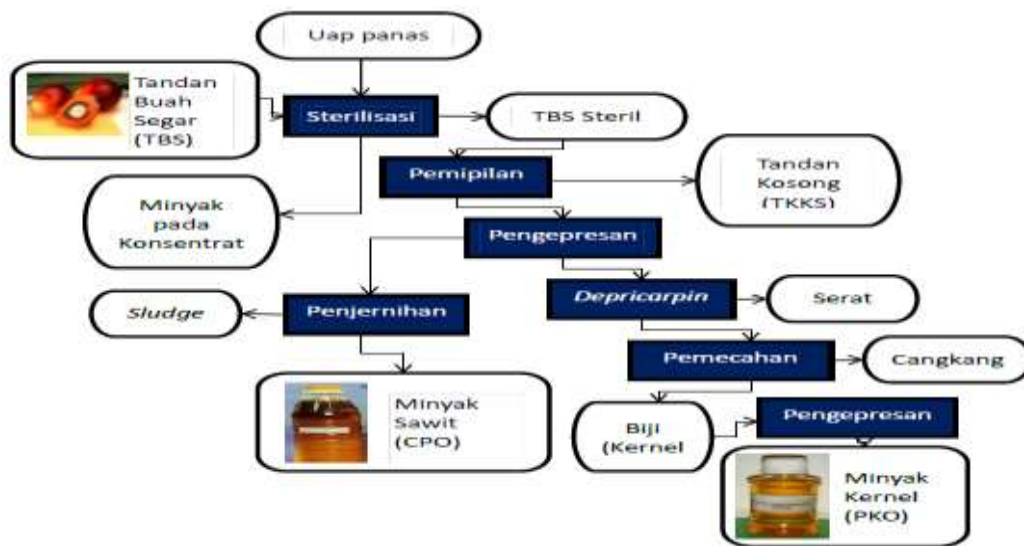 Uap panas
Tandan
Buah
Segar
(TBS)
Sterilisasi
TBS Steril
Pemipilan
Tandan
Kosong
(TKKS)
Minyak
pada
Konsentrat
Pengepresan
Depricarpin
Serat
Sludge
Penjernihan
Pemecahan
Cangkang
Minyak
Sawit
(CPO)
Biji
(Kernel
Pengepresan
Minyak
Kernel
(PKO)